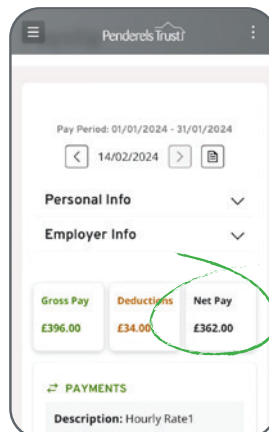 Penderels Trust
Pay Period: 01/01/2024 - 31/01/2024
14/02/2024
Personal Info
Employer Info
Gross Pay Deductions Net Pay
£396.00 £34.00 £362.00
PAYMENTS
Description: Hourly Rate1